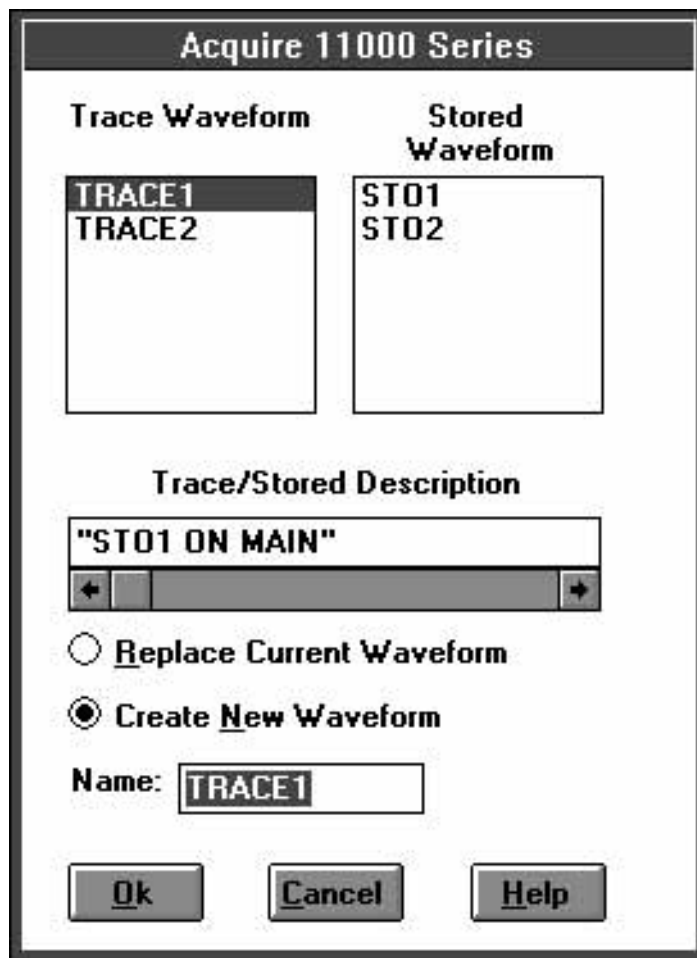 Acquire 11000 Series
Trace Waveform
Stored
Waveform
TRACE1
TRACE2
STO1
STO2
Trace/Stored Description
"STO1 ON MAIN"
Replace Current Waveform
Create New Waveform
Name: TRACE1
Ok Cancel Help